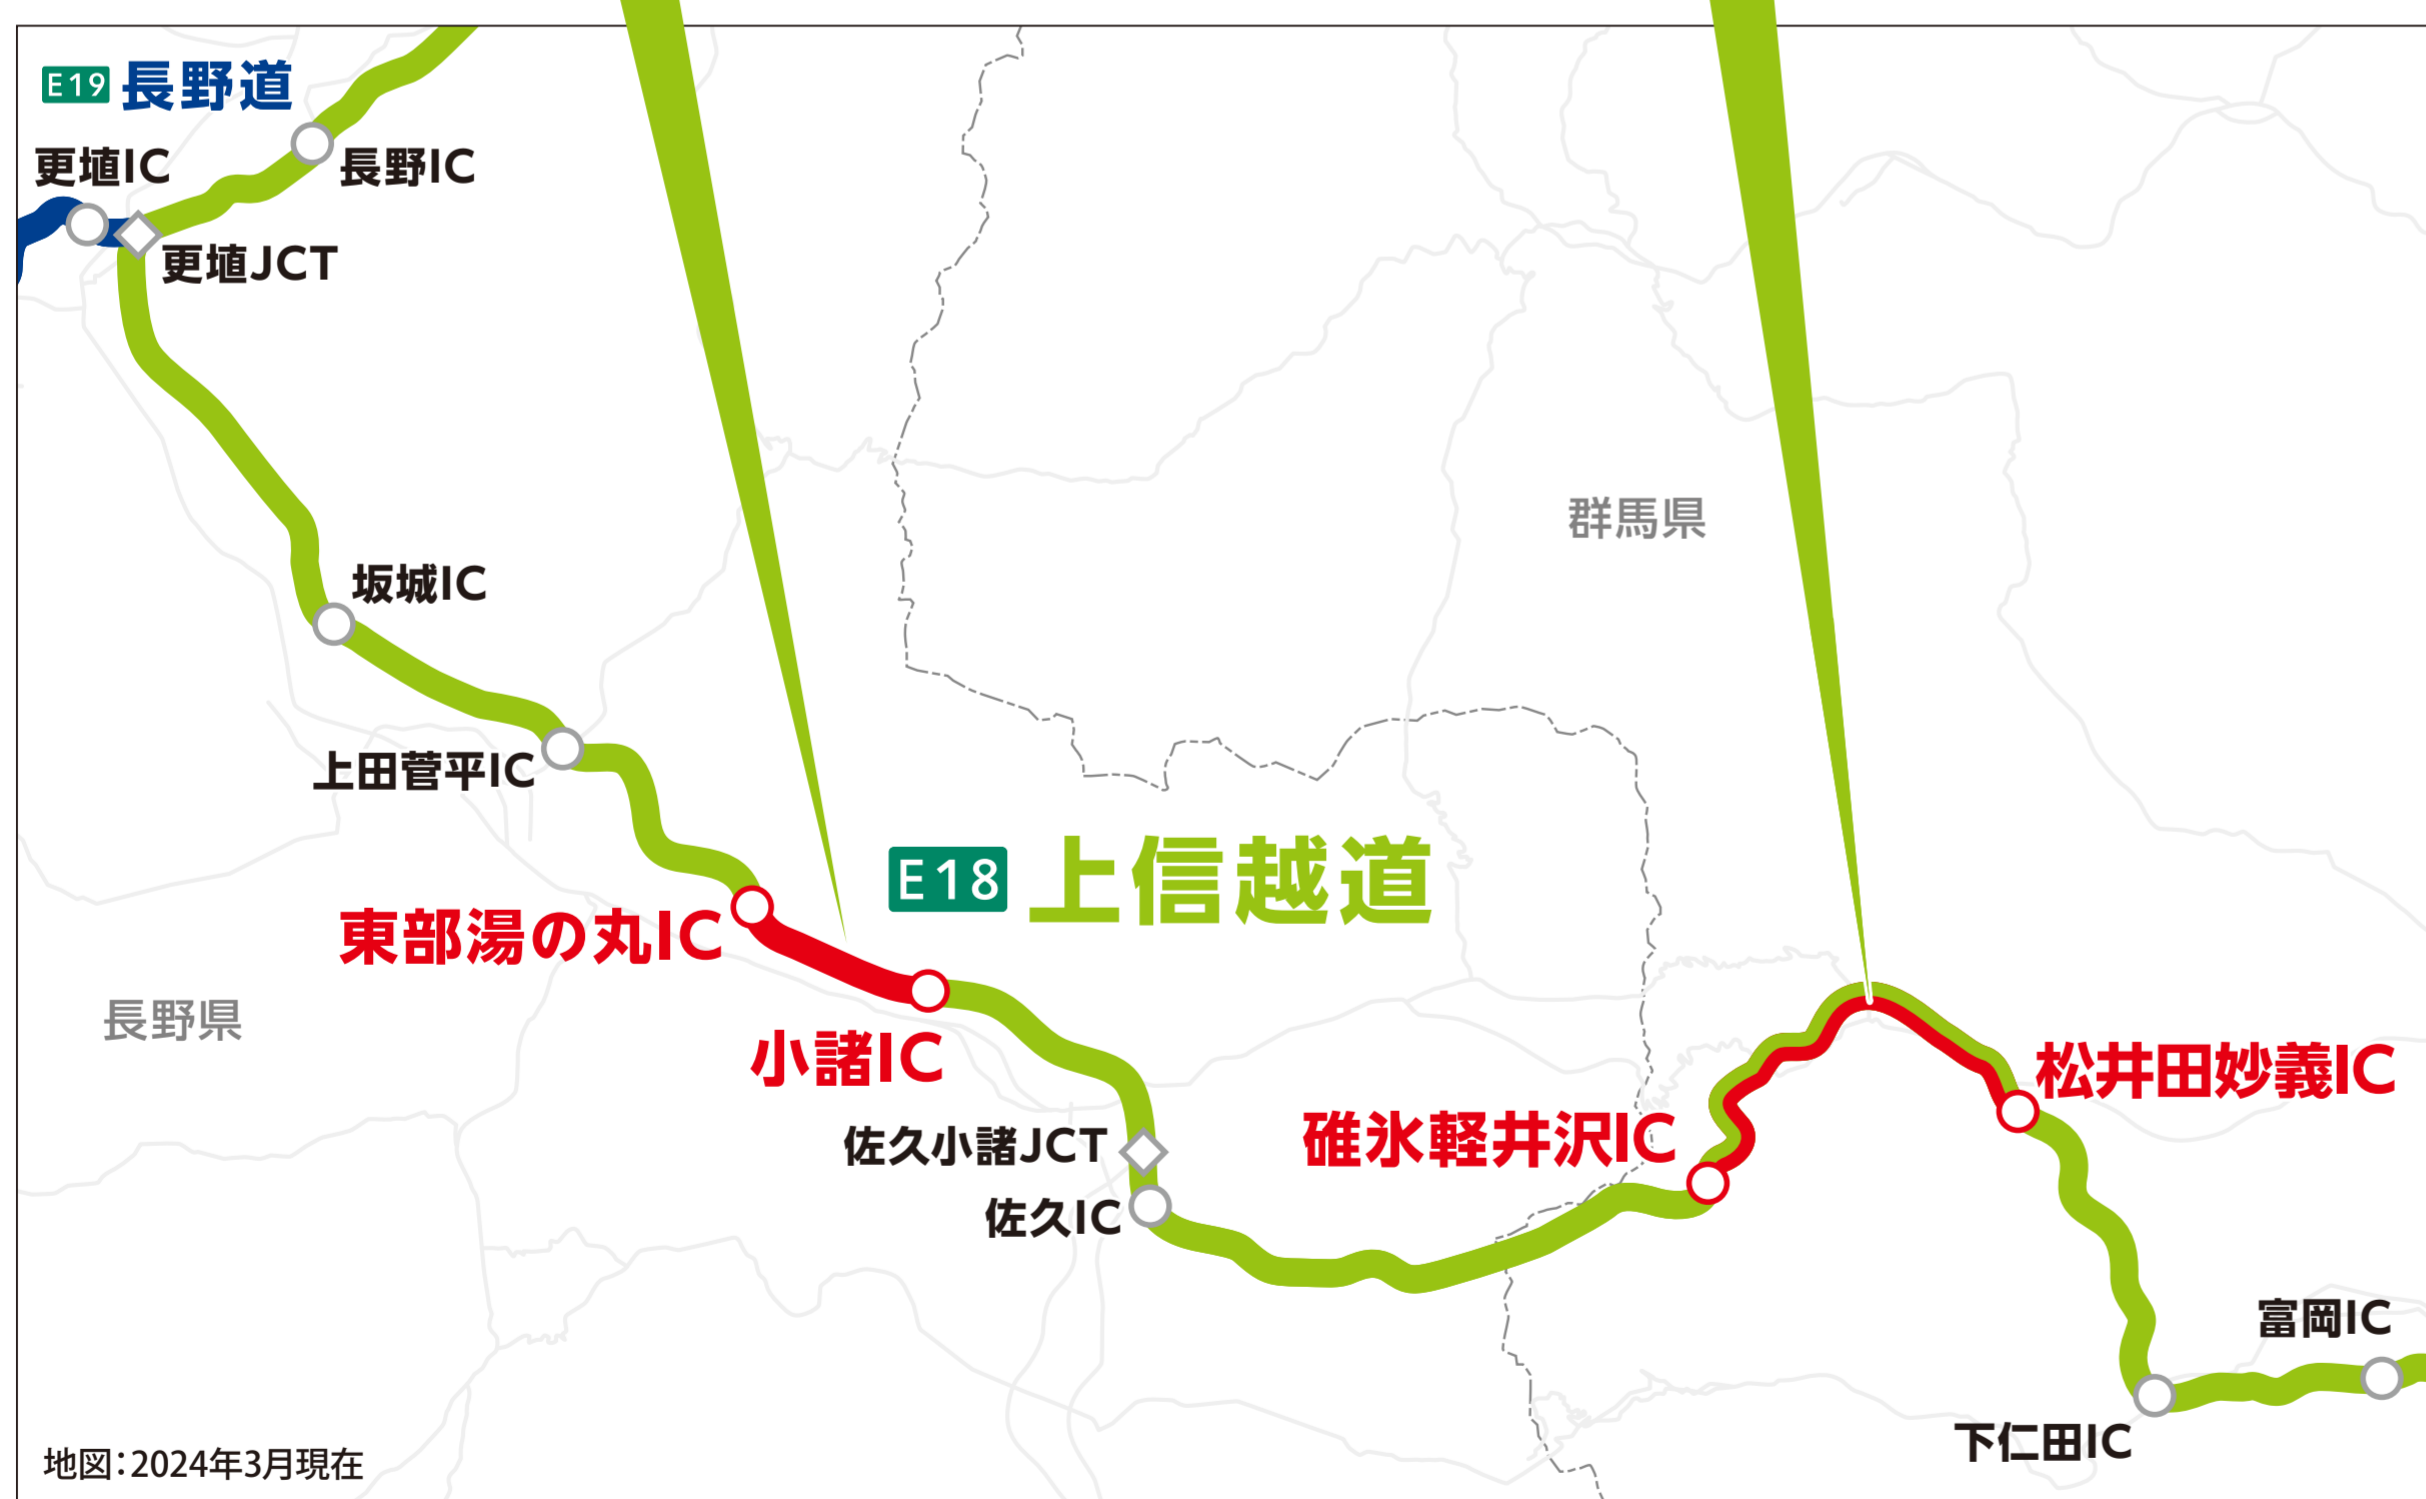 E19 長野道
更埴IC
長野IC
更埴JCT
群馬県
坂城IC
上田菅平IC
E18 上信越道
東部湯の丸IC
長野県
小諸IC
松井田妙義IC
碓氷軽井沢IC
佐久小諸JCT
佐久IC
富岡IC
下仁田IC
地図：2024年3月現在